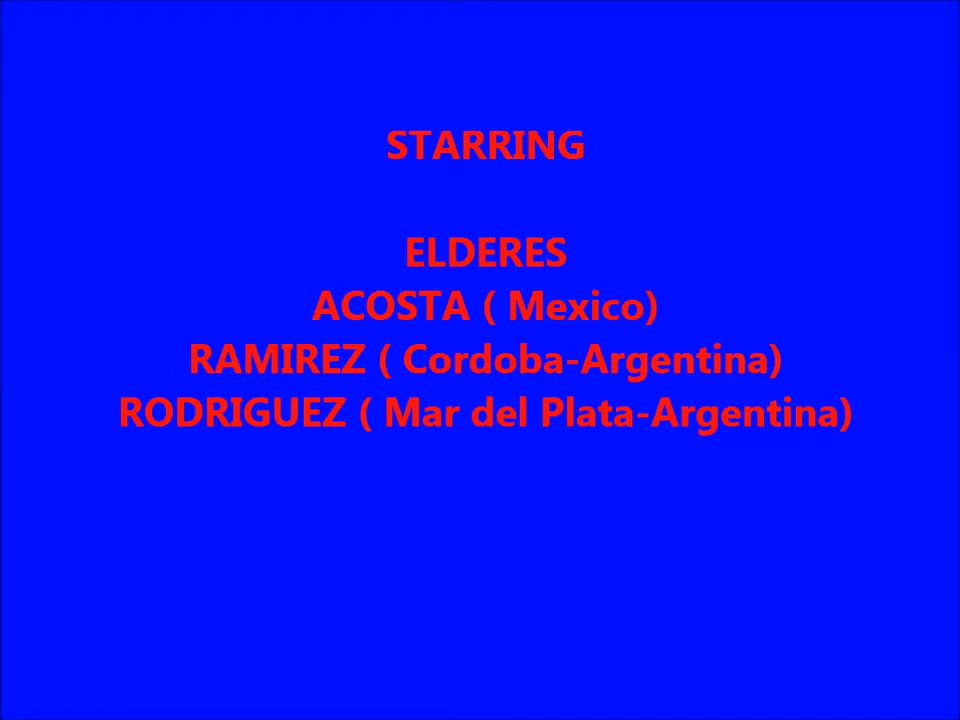 STARRING
ELDERES
ACOSTA ( Mexico)
RAMIREZ ( Cordoba-Argentina)
RODRIGUEZ ( Mar del Plata-Argentina)